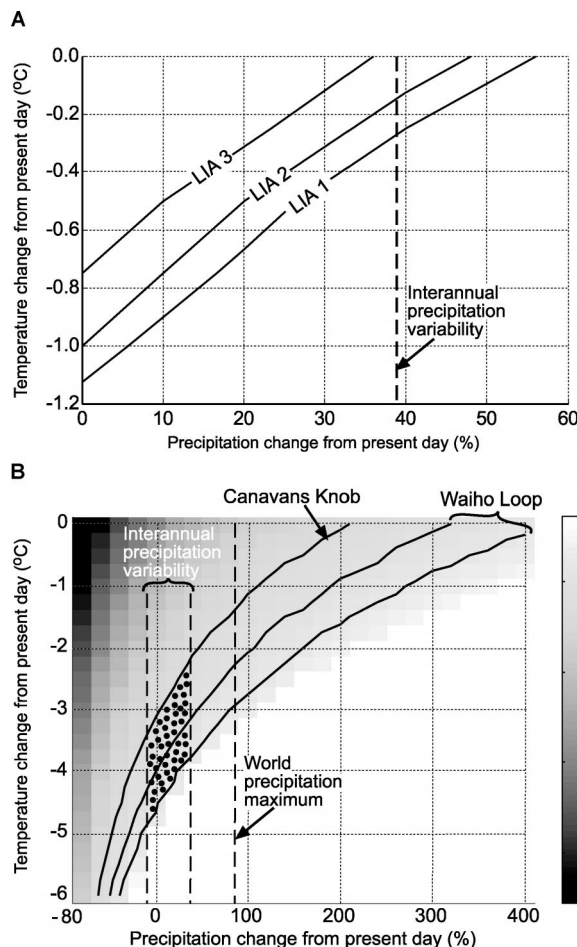 A
Temperature change from present day (ºC)
0.0
-0.2
-0.4
-0.6
-0.8
-1.0
-1.2
LIA 3
LIA 2
LIA 1
Interannual
precipitation
variability
0
10
20
30
40
50
60
Precipitation change from present day (%)
B
Temperature change from present day (ºC)
0
-1
-2
-3
-4
-5
-6
Canavans Knob
Waiho Loop
Interannual
precipitation
variability
World
precipitation
maximum
-80
0
100
200
300
400
Precipitation change from present day (%)